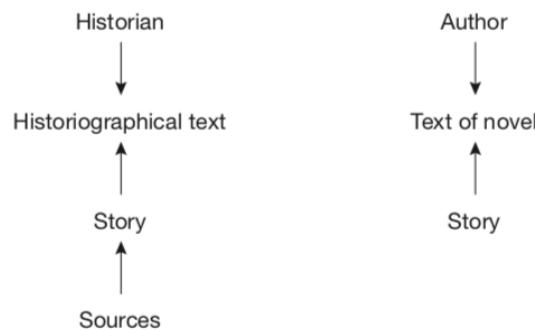 Historian
Author
Historiographical text
Text of novel
Story
Story
Sources